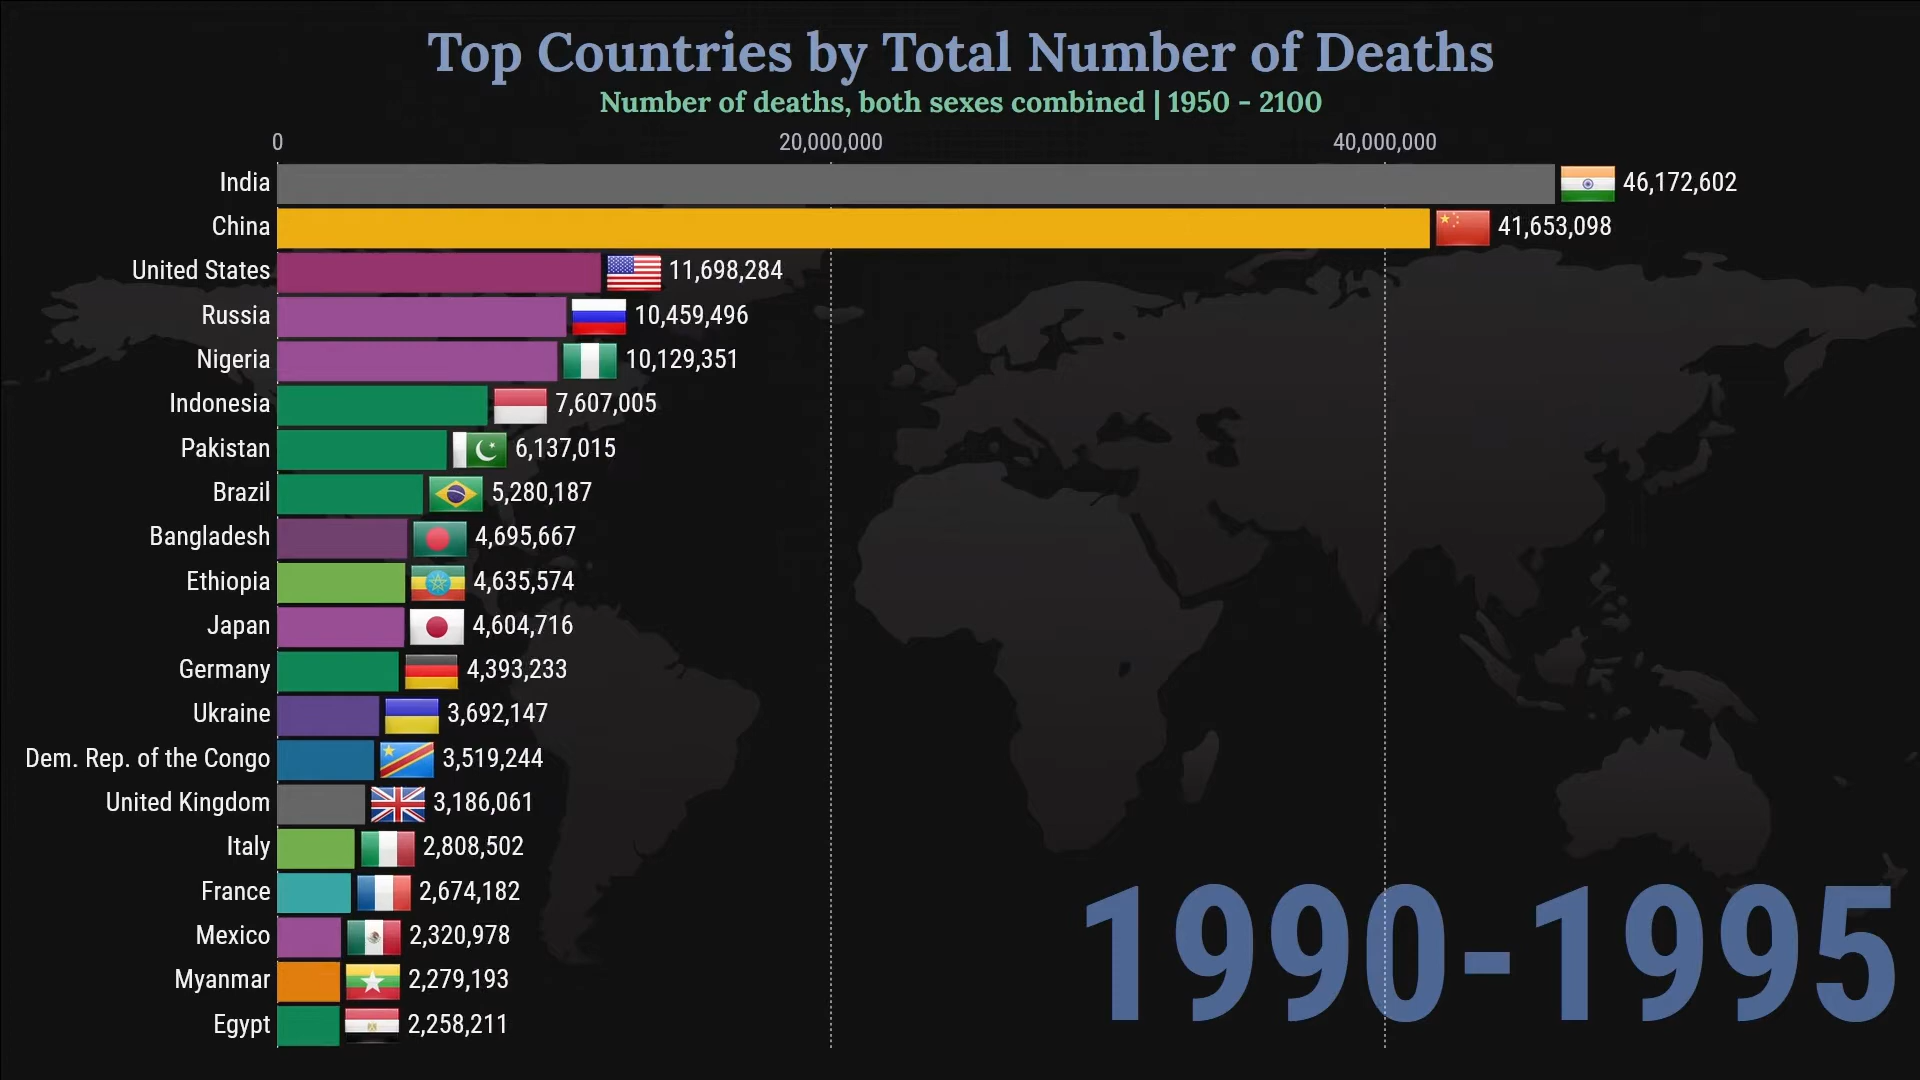 Top Countries by Total Number of Deaths
Number of deaths, both sexes combined | 1950 - 2100
0 20,000,000 40,000,000
India 46,172,602
China 41,653,098
United States 11,698,284
Russia 10,459,496
Nigeria 10,129,351
Indonesia 7,607,005
Pakistan 6,137,015
Brazil 5,280,187
Bangladesh 4,695,667
Ethiopia 4,635,574
Japan 4,604,716
Germany 4,393,233
Ukraine 3,692,147
Dem. Rep. of the Congo 3,519,244
United Kingdom 3,186,061
Italy 2,808,502
France 2,674,182
Mexico 2,320,978
Myanmar 2,279,193
Egypt 2,258,211
1990-1995